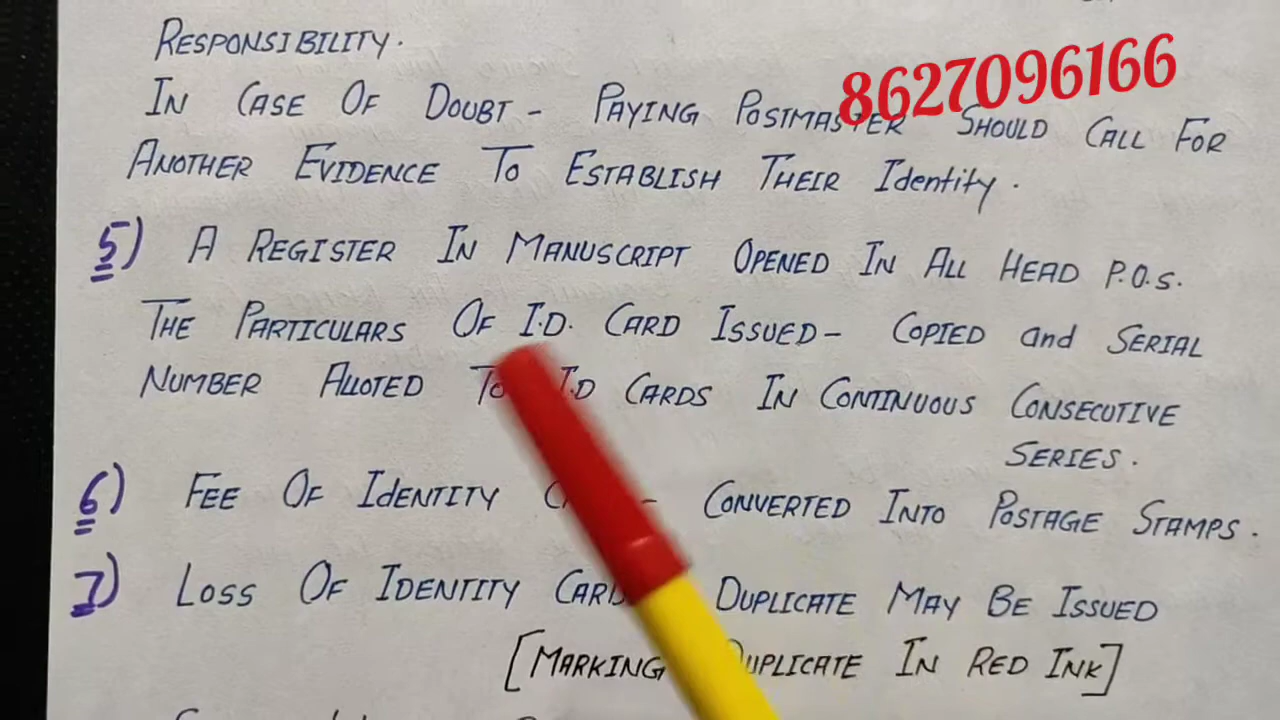 RESPONSIBILITY.
8627096166
IN CASE OF DOUBT - PAYING POSTMASTER SHOULD CALL FOR
ANOTHER EVIDENCE TO ESTABLISH THEIR Identity.
5) A REGISTER IN MANUSCRIPT OPENED IN ALL HEAD P.O.S.
THE PARTICULARS OF I.D. CARD ISSUED - COPIED and SERIAL
NUMBER ALLOTED TO I.D CARDS IN CONTINUOUS CONSECUTIVE
SERIES.
6) FEE OF IDENTITY - CONVERTED INTO POSTAGE STAMPS.
7) LOSS OF IDENTITY CARD DUPLICATE MAY BE ISSUED
[MARKING DUPLICATE IN RED INK]